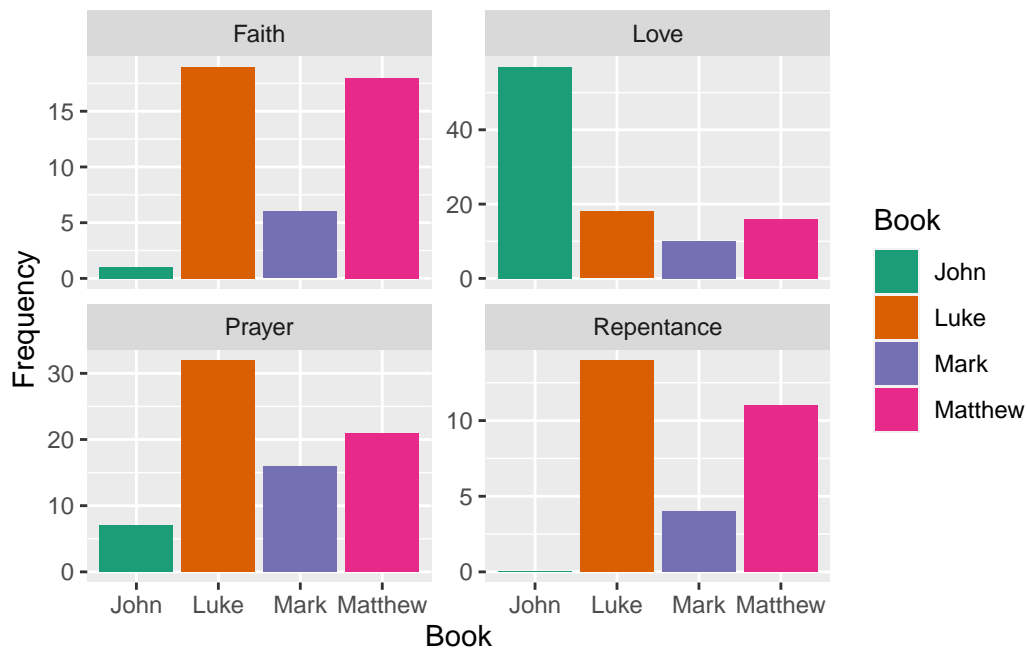 Faith
Love
15
10
5
0
40
20
0
Prayer
Repentance
30
20
10
0
10
5
0
John Luke Mark Matthew
John Luke Mark Matthew
Frequency
Book
Book
John
Luke
Mark
Matthew